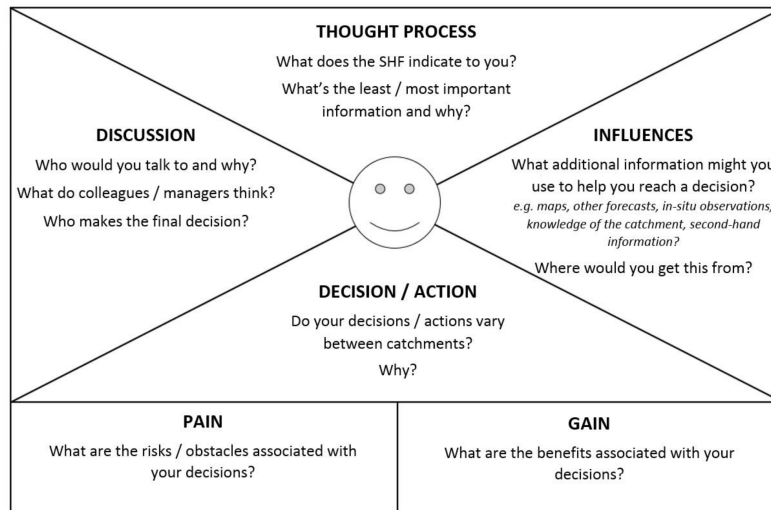 THOUGHT PROCESS
What does the SHF indicate to you?
What's the least / most important
information and why?
DISCUSSION
Who would you talk to and why?
What do colleagues / managers think?
Who makes the final decision?
INFLUENCES
What additional information might you
use to help you reach a decision?
e.g. maps, other forecasts, in-situ observations,
knowledge of the catchment, second-hand
information?
Where would you get this from?
DECISION / ACTION
Do your decisions / actions vary
between catchments?
Why?
PAIN
What are the risks / obstacles associated with
your decisions?
GAIN
What are the benefits associated with your
decisions?